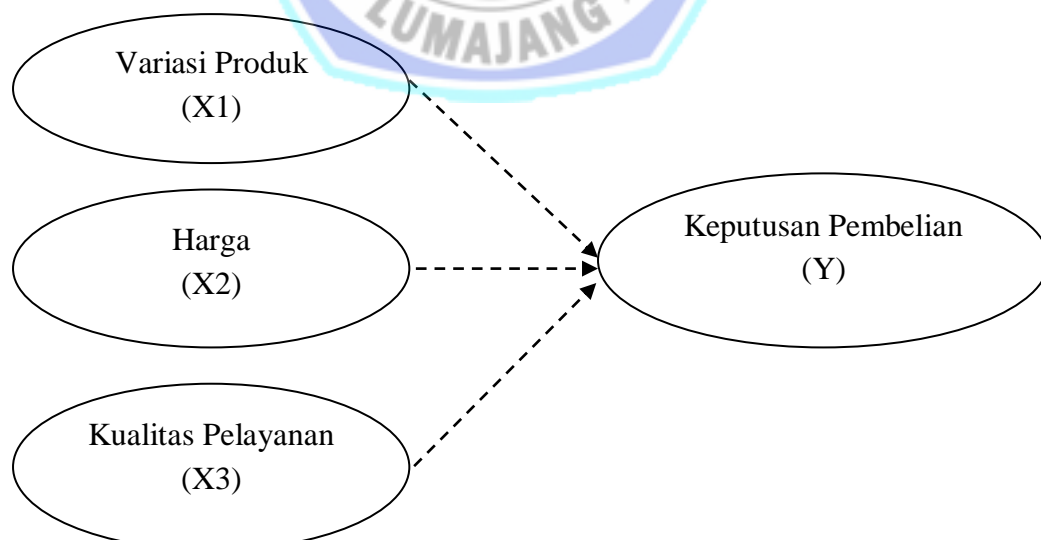 LUMAJANG
Variasi Produk
(X1)
Harga
(X2)
Keputusan Pembelian
(Y)
Kualitas Pelayanan
(X3)